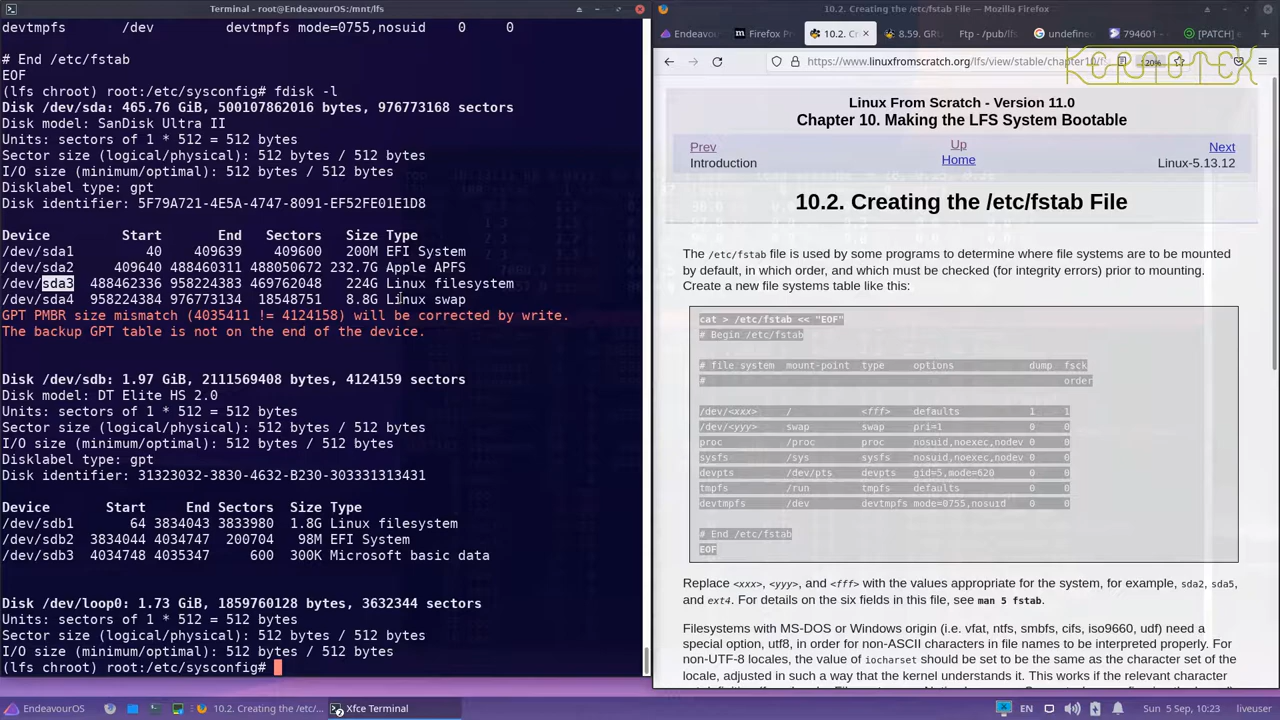 Terminal - root@EndeavourOS:/mnt/lfs
devtmpfs /dev devtmpfs mode=0755,nosuid 0 0
# End /etc/fstab
EOF
(lfs chroot) root:/etc/sysconfig# fdisk -l
Disk /dev/sda: 465.76 GiB, 500107862016 bytes, 976773168 sectors
Disk model: SanDisk Ultra II
Units: sectors of 1 * 512 = 512 bytes
Sector size (logical/physical): 512 bytes / 512 bytes
I/O size (minimum/optimal): 512 bytes / 512 bytes
Disklabel type: gpt
Disk identifier: 5F79A721-4E5A-4747-8091-EF52FE01E1D8
Device Start End Sectors Size Type
/dev/sda1 40 409639 409600 200M EFI System
/dev/sda2 409640 488460311 488050672 232.7G Apple APFS
/dev/sda3 488462336 958224383 469762048 224G Linux filesystem
/dev/sda4 958224384 976773134 18548751 8.8G Linux swap
GPT PMBR size mismatch (4035411 != 4124158) will be corrected by write.
The backup GPT table is not on the end of the device.
Disk /dev/sdb: 1.97 GiB, 2111569408 bytes, 4124159 sectors
Disk model: DT Elite HS 2.0
Units: sectors of 1 * 512 = 512 bytes
Sector size (logical/physical): 512 bytes / 512 bytes
I/O size (minimum/optimal): 512 bytes / 512 bytes
Disklabel type: gpt
Disk identifier: 31323032-3830-4632-B230-303331313431
Device Start End Sectors Size Type
/dev/sdb1 64 3834043 3833980 1.8G Linux filesystem
/dev/sdb2 3834044 4034747 200704 98M EFI System
/dev/sdb3 4034748 4035347 600 300K Microsoft basic data
Disk /dev/loop0: 1.73 GiB, 1859760128 bytes, 3632344 sectors
Units: sectors of 1 * 512 = 512 bytes
Sector size (logical/physical): 512 bytes / 512 bytes
I/O size (minimum/optimal): 512 bytes / 512 bytes
(lfs chroot) root:/etc/sysconfig#
10.2. Creating the /etc/fstab File — Mozilla Firefox
Endeavour Firefox Pro 10.2. Cr 8.59. GRU Ftp - /pub/lfs undefined 794601 - [PATCH]
https://www.linuxfromscratch.org/lfs/view/stable/chapter10/f 120%
Linux From Scratch - Version 11.0
Chapter 10. Making the LFS System Bootable
Prev Up Next
Introduction Home Linux-5.13.12
10.2. Creating the /etc/fstab File
The /etc/fstab file is used by some programs to determine where file systems are to be mounted
by default, in which order, and which must be checked (for integrity errors) prior to mounting.
Create a new file systems table like this:
cat > /etc/fstab << "EOF"
# Begin /etc/fstab
# file system mount-point type options dump fsck
# order
/dev/<xxx> / <fff> defaults 1 1
/dev/<yyy> swap swap pri=1 0 0
proc /proc proc nosuid,noexec,nodev 0 0
sysfs /sys sysfs nosuid,noexec,nodev 0 0
devpts /dev/pts devpts gid=5,mode=620 0 0
tmpfs /run tmpfs defaults 0 0
devtmpfs /dev devtmpfs mode=0755,nosuid 0 0
# End /etc/fstab
EOF
Replace <xxx>, <yyy>, and <fff> with the values appropriate for the system, for example, sda2, sda5,
and ext4. For details on the six fields in this file, see man 5 fstab.
Filesystems with MS-DOS or Windows origin (i.e. vfat, ntfs, smbfs, cifs, iso9660, udf) need a
special option, utf8, in order for non-ASCII characters in file names to be interpreted properly. For
non-UTF-8 locales, the value of iocharset should be set to be the same as the character set of the
locale, adjusted in such a way that the kernel understands it. This works if the relevant character
EndeavourOS 10.2. Creating the /etc/... Xfce Terminal EN Sun 5 Sep, 10:23 liveuser